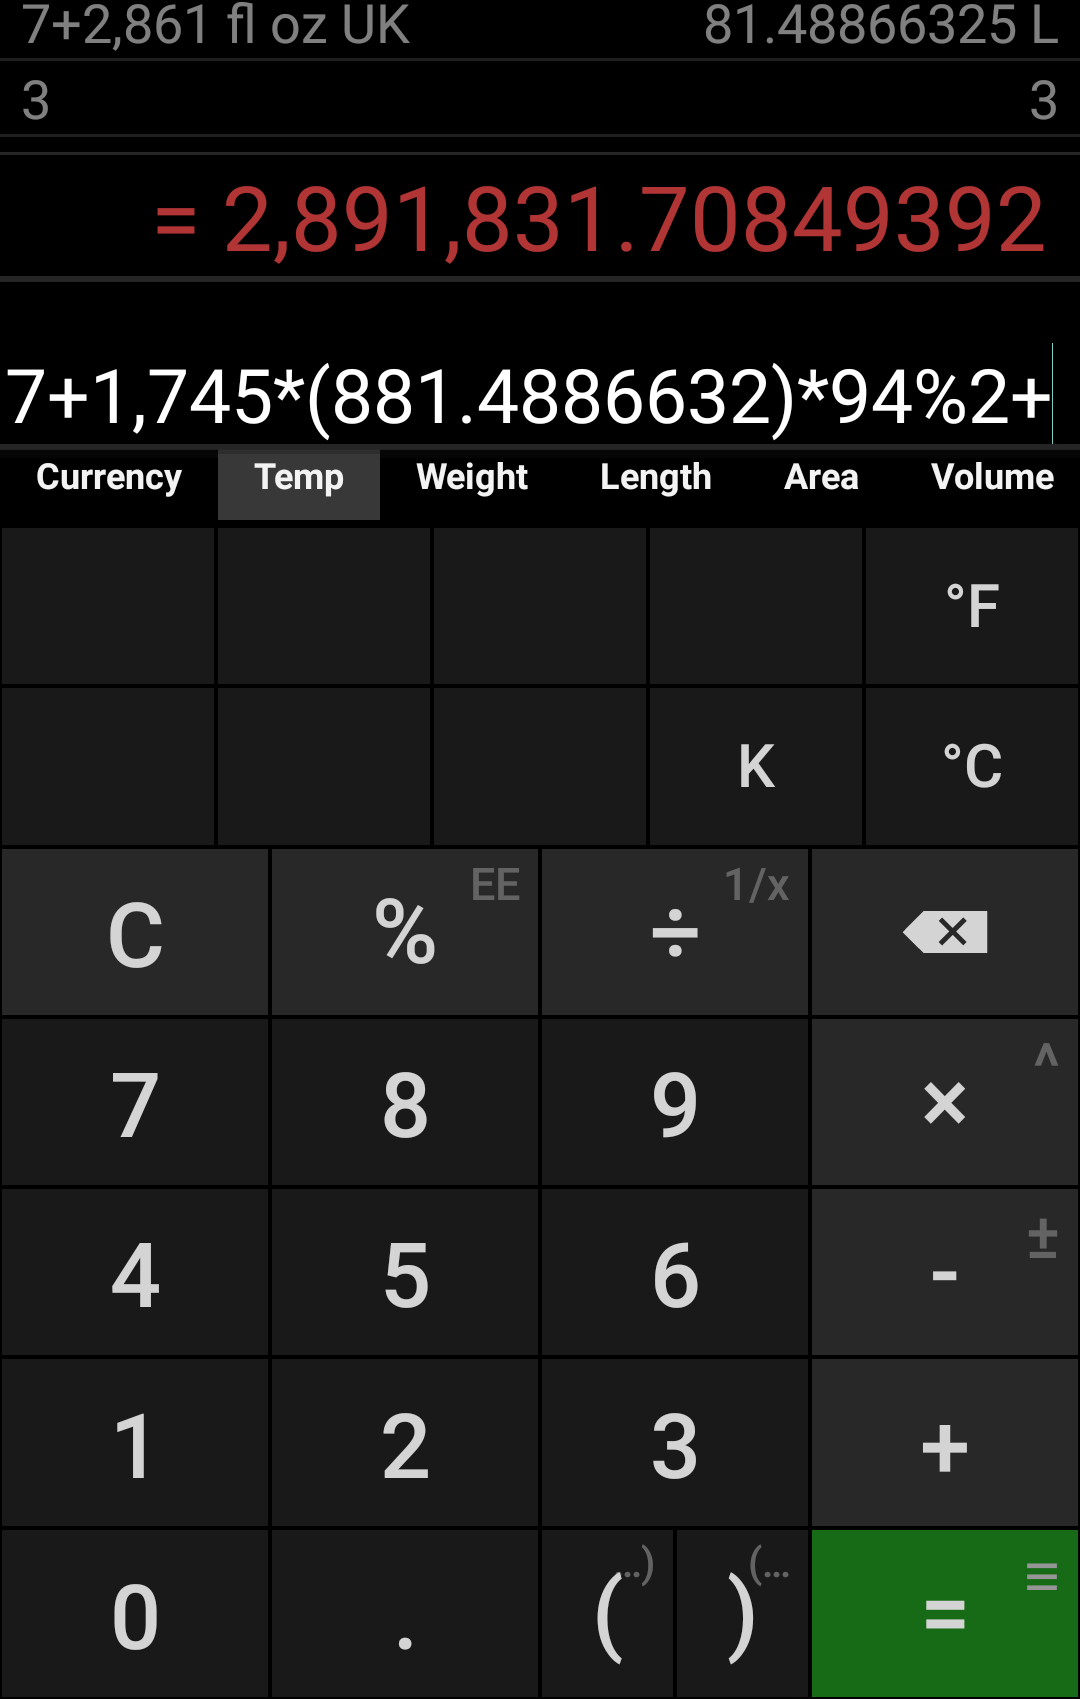 7+2,861 fl oz UK 81.48866325 L
3 3
= 2,891,831.70849392
7+1,745*(881.4886632)*94%2+
Currency Temp Weight Length Area Volume
°F
K °C
C % EE ÷ 1/x
7 8 9 × ^
4 5 6 - ±
1 2 3 +
0 . ( ..) ) (... = ≡